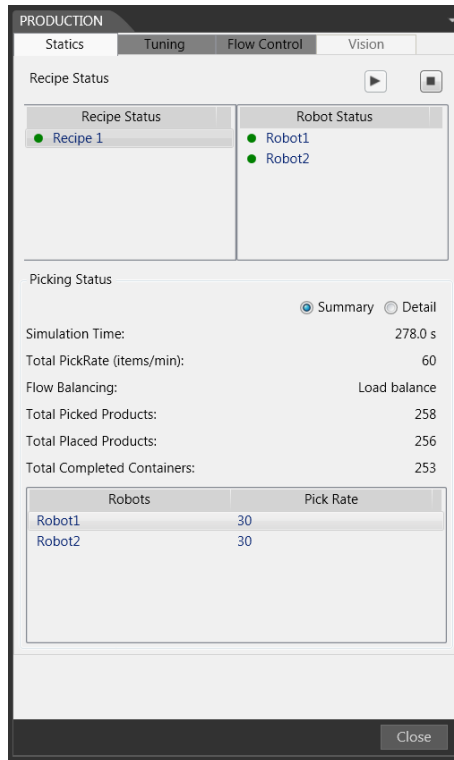 PRODUCTION
Statics Tuning Flow Control Vision
Recipe Status
Recipe Status Robot Status
Recipe 1 Robot1
Robot2
Picking Status
Summary Detail
Simulation Time: 278.0 s
Total PickRate (items/min): 60
Flow Balancing: Load balance
Total Picked Products: 258
Total Placed Products: 256
Total Completed Containers: 253
Robots Pick Rate
Robot1 30
Robot2 30
Close